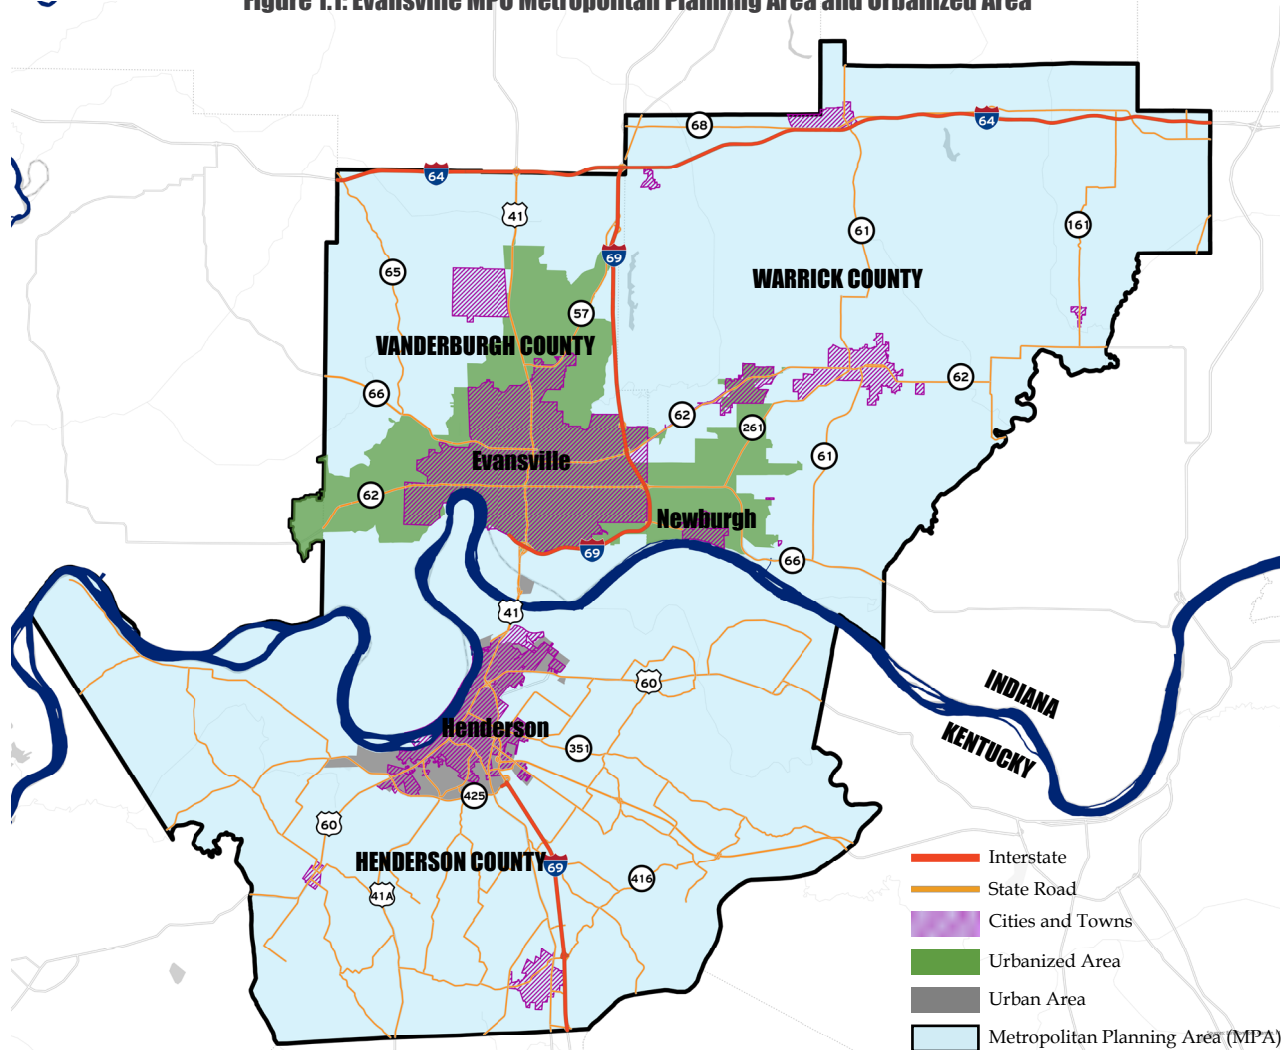 Figure 1.1: Evansville MPO Metropolitan Planning Area and Urbanized Area
68
64
64
41
61
161
69
65
WARRICK COUNTY
57
VANDERBURGH COUNTY
66
62
62
261
61
Evansville
62
Newburgh
69
66
41
60
INDIANA
Henderson
KENTUCKY
351
425
60
HENDERSON COUNTY
69
416
41A
Interstate
State Road
Cities and Towns
Urbanized Area
Urban Area
Metropolitan Planning Area (MPA)